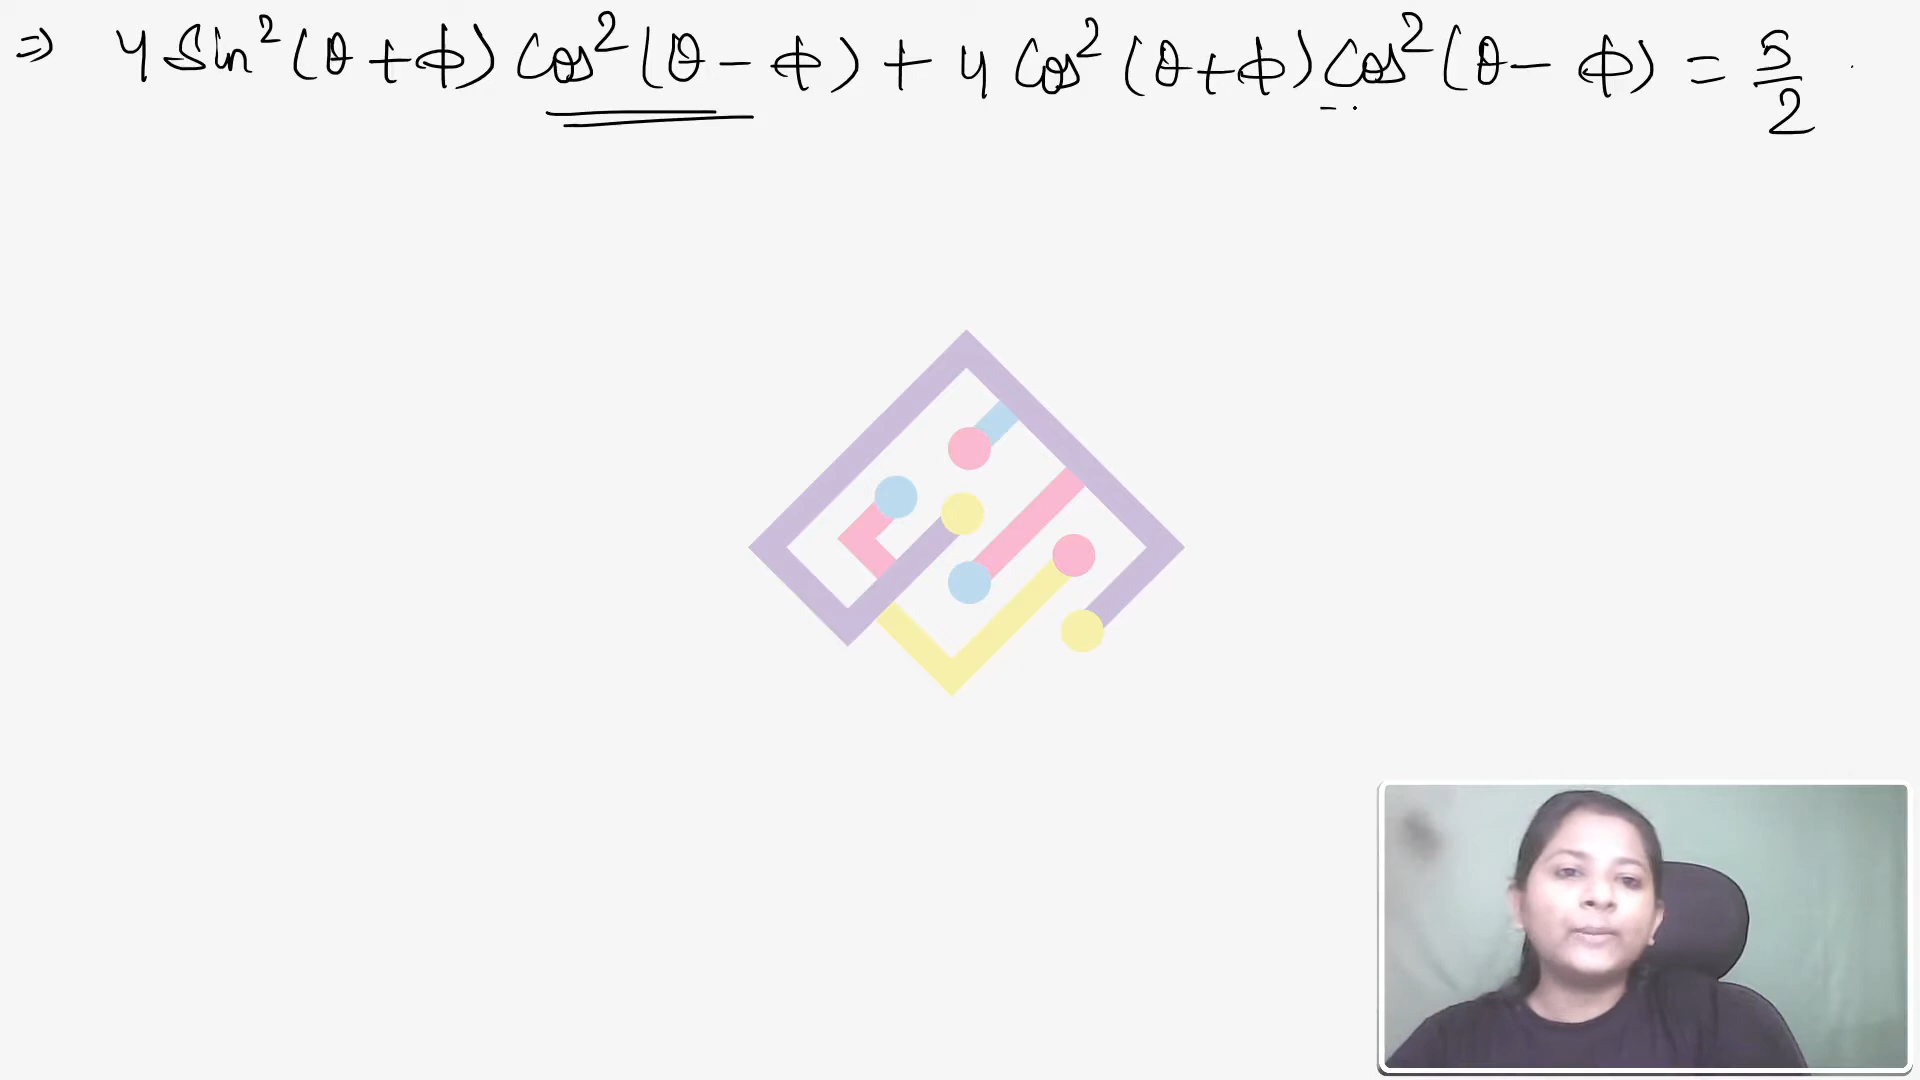 ⇒ 4 Sin²(θ+ϕ) Cos²(θ-ϕ) + 4 Cos²(θ+ϕ) Cos²(θ-ϕ) = 5/2